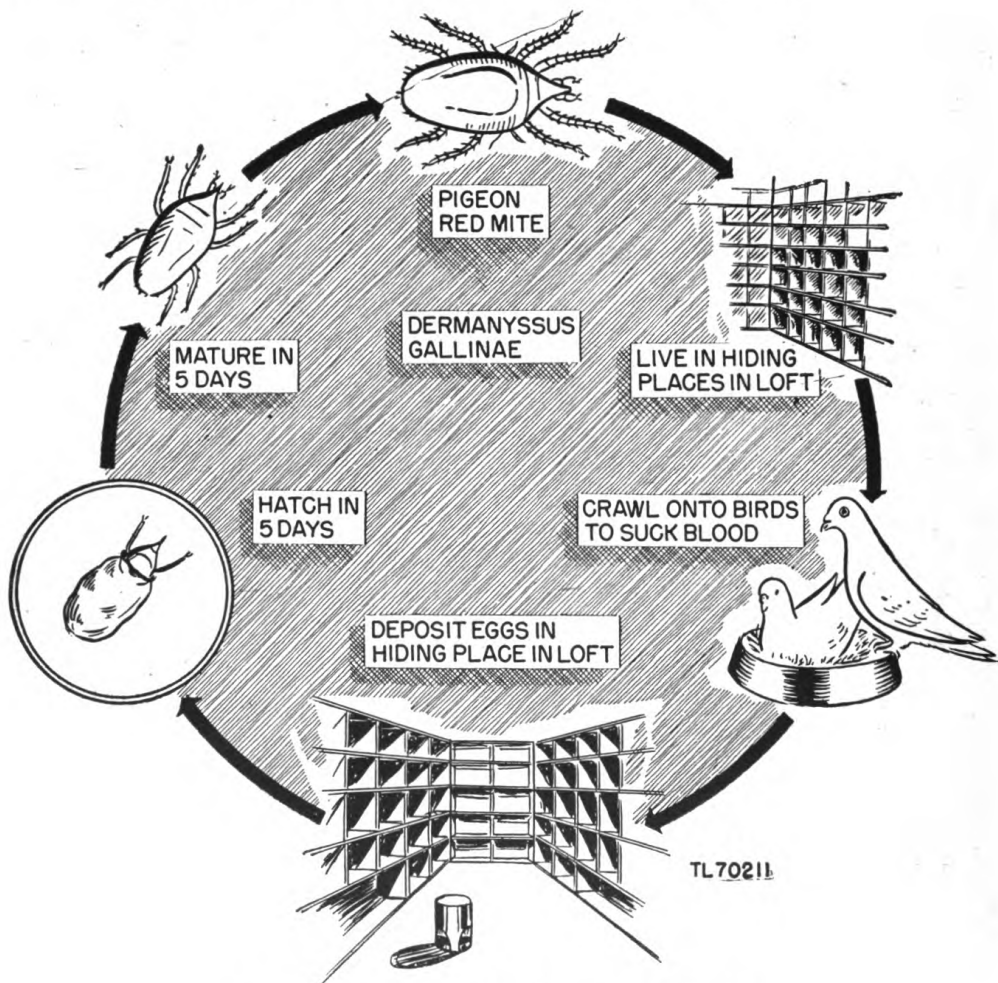 PIGEON
RED MITE
DERMANYSSUS
GALLINAE
MATURE IN
5 DAYS
LIVE IN HIDING
PLACES IN LOFT
HATCH IN
5 DAYS
CRAWL ONTO BIRDS
TO SUCK BLOOD
DEPOSIT EGGS IN
HIDING PLACE IN LOFT
TL70211